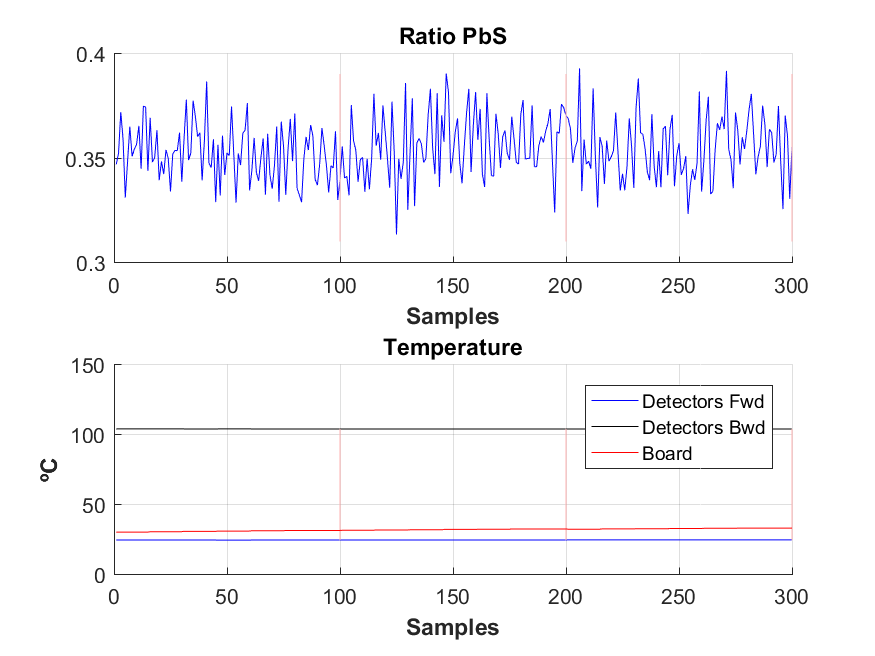 Ratio PbS
0.4
0.35
0.3
0 50 100 150 200 250 300
Samples
Temperature
150
100
50
0
ºC
Detectors Fwd
Detectors Bwd
Board
0 50 100 150 200 250 300
Samples